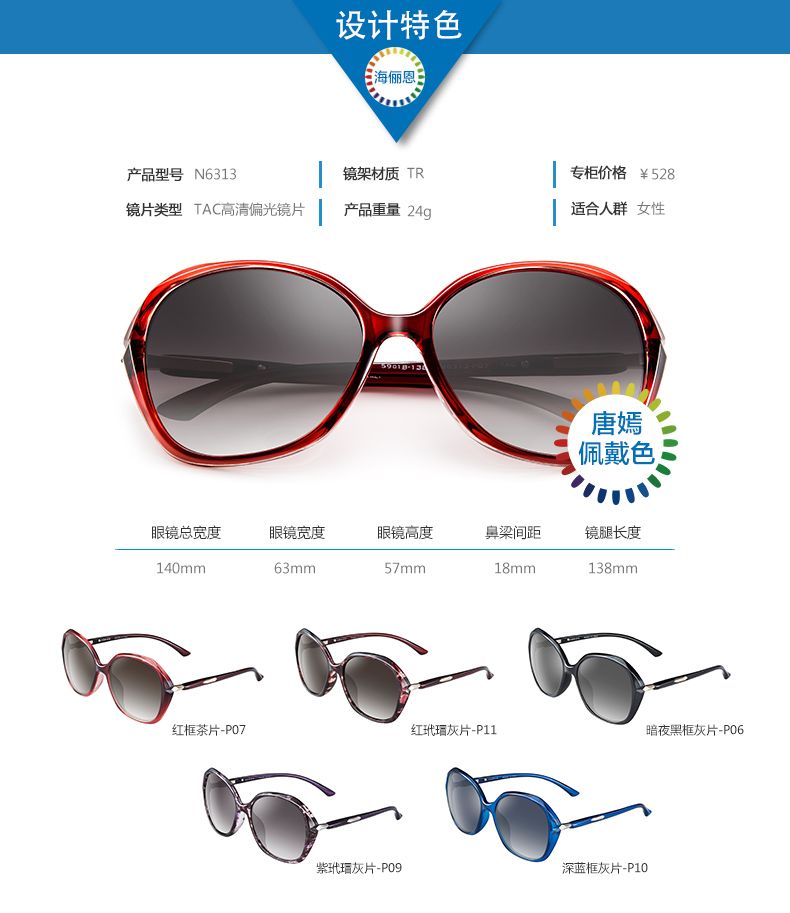 设计特色
海俪恩
产品型号 N6313 镜架材质 TR 专柜价格 ￥528
镜片类型 TAC高清偏光镜片 产品重量 24g 适合人群 女性
唐嫣
佩戴色
眼镜总宽度 眼镜宽度 眼镜高度 鼻梁间距 镜腿长度
140mm 63mm 57mm 18mm 138mm
红框茶片-P07 红玳瑁灰片-P11 暗夜黑框灰片-P06
紫玳瑁灰片-P09 深蓝框灰片-P10